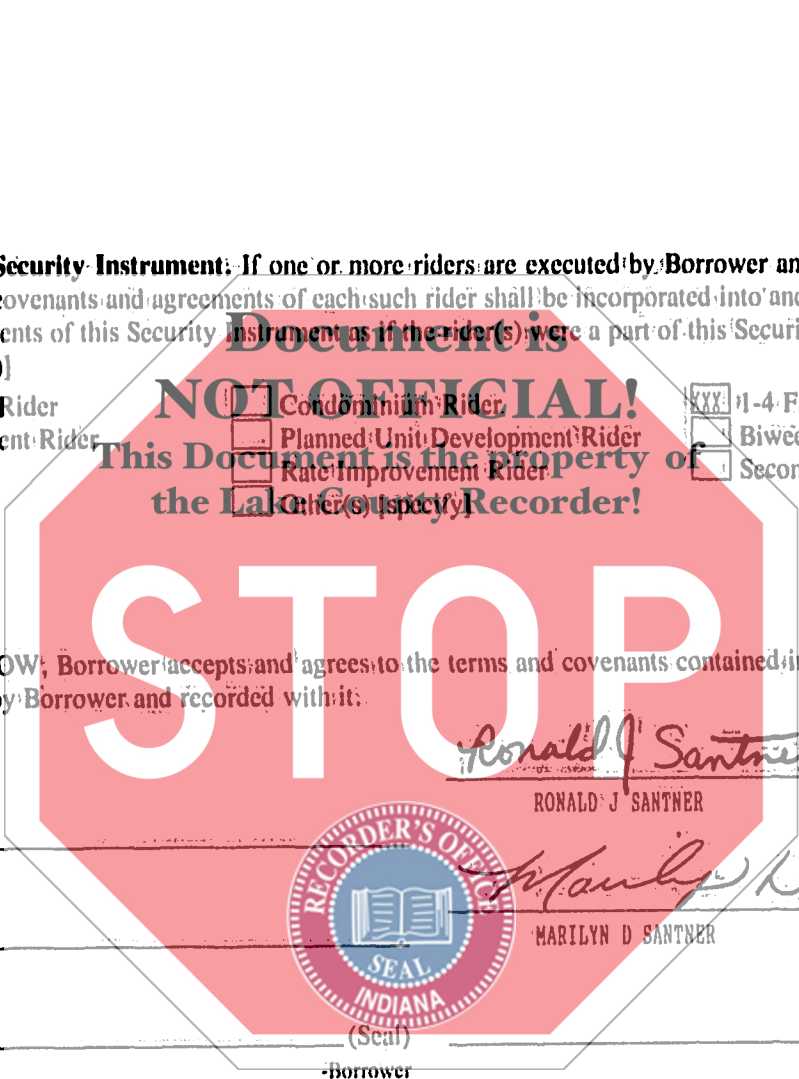 Security Instrument. If one or more riders are executed by Borrower an
covenants and agreements of each such rider shall be incorporated into and
ents of this Security Instrument as if the rider(s) were a part of this Securi
Document is
NOT OFFICIAL!
This Document is the property of
the Lake County Recorder!
Rider
Condominium Rider
XXX 1-4 F
ent Rider
Planned Unit Development Rider
Biwee
Rate Improvement Rider
Secon
Other(s) [specify]
STOP
OW, Borrower accepts and agrees to the terms and covenants contained in
y Borrower and recorded with it.
Ronald J Santne
RONALD J SANTNER
Marilyn D
MARILYN D SANTNER
RECORDER'S OFFICE
SEAL
INDIANA
(Seal)
-Borrower